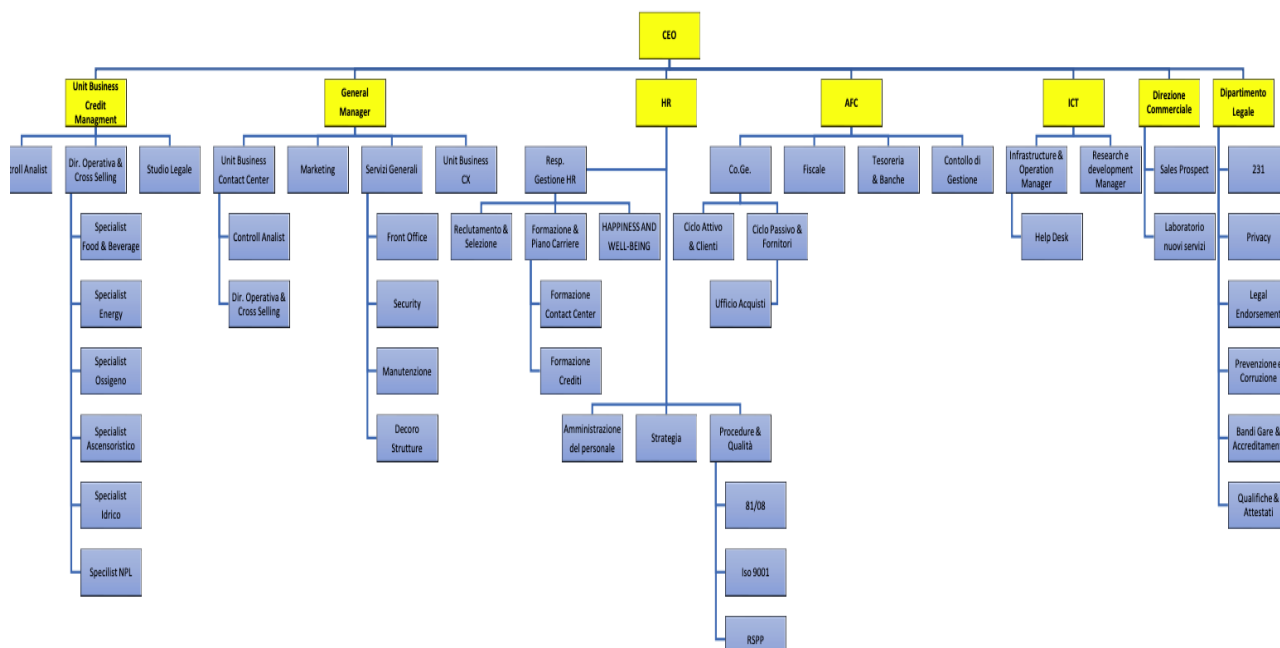 CEO
Unit Business
Credit
Managment
General
Manager
HR
AFC
ICT
Direzione
Commerciale
Dipartimento
Legale
troll Analist
Dir. Operativa &
Cross Selling
Studio Legale
Unit Business
Contact Center
Marketing
Servizi Generali
Unit Business
CX
Resp.
Gestione HR
Co.Ge.
Fiscale
Tesoreria
& Banche
Contollo di
Gestione
Infrastructure &
Operation
Manager
Research e
development
Manager
Sales Prospect
231
Specialist
Food & Beverage
Controll Analist
Front Office
Reclutamento &
Selezione
Formazione &
Piano Carriere
HAPPINESS AND
WELL-BEING
Ciclo Attivo
& Clienti
Ciclo Passivo &
Fornitori
Help Desk
Laboratorio
nuovi servizi
Privacy
Specialist
Energy
Dir. Operativa &
Cross Selling
Security
Formazione
Contact Center
Ufficio Acquisti
Legal
Endorsement
Specialist
Ossigeno
Manutenzione
Formazione
Crediti
Prevenzione e
Corruzione
Specialist
Ascensoristico
Decoro
Strutture
Amministrazione
del personale
Strategia
Procedure &
Qualità
Bandi Gare &
Accreditament
Specialist
Idrico
81/08
Qualifiche &
Attestati
Specilist NPL
Iso 9001
RSPP